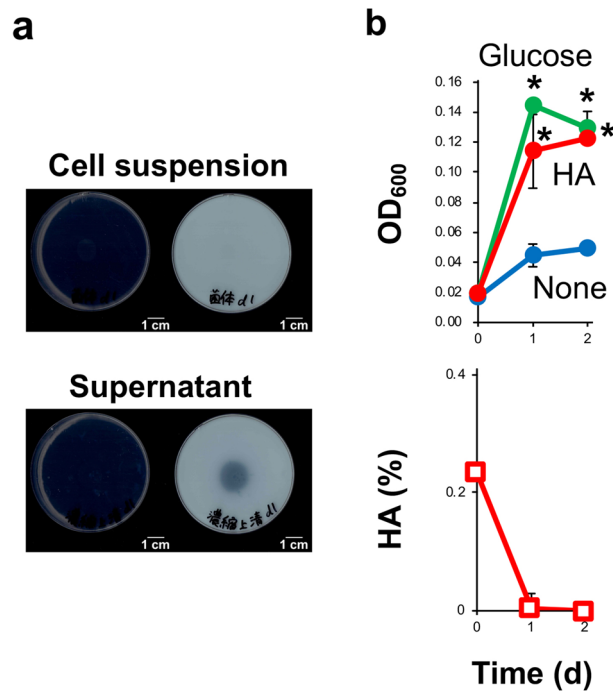 a
Cell suspension
菌体 d1
1 cm
1 cm
Supernatant
濃縮上清 d1
1 cm
1 cm
b
Glucose
0.16
0.14
0.12
0.10
0.08
0.06
0.04
0.02
0.00
OD600
*
*
*
*
HA
None
0
1
2
0.4
0.2
0
HA (%)
0
1
2
Time (d)